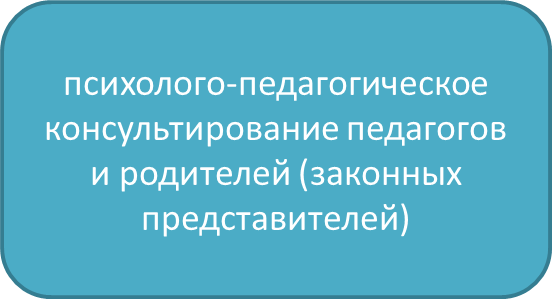 психолого-педагогическое
консультирование педагогов
и родителей (законных
представителей)